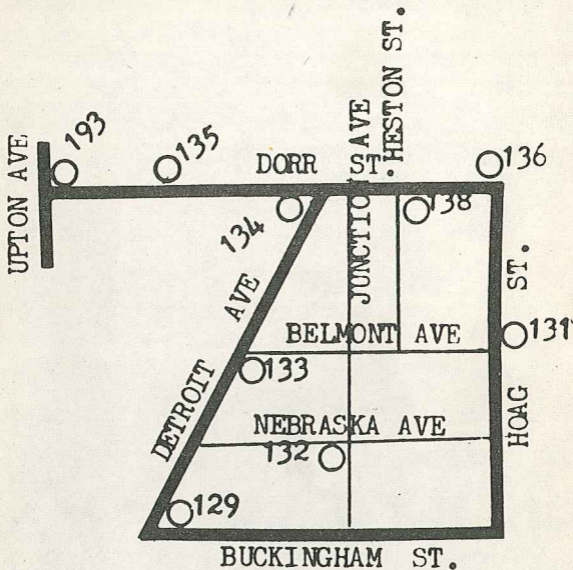 HESTON ST.
JUNCTION AVE
UPTON AVE
193
135
DORR ST.
136
134
138
DETROIT AVE
BELMONT AVE
HOAG ST.
131
133
NEBRASKA AVE
132
129
BUCKINGHAM ST.